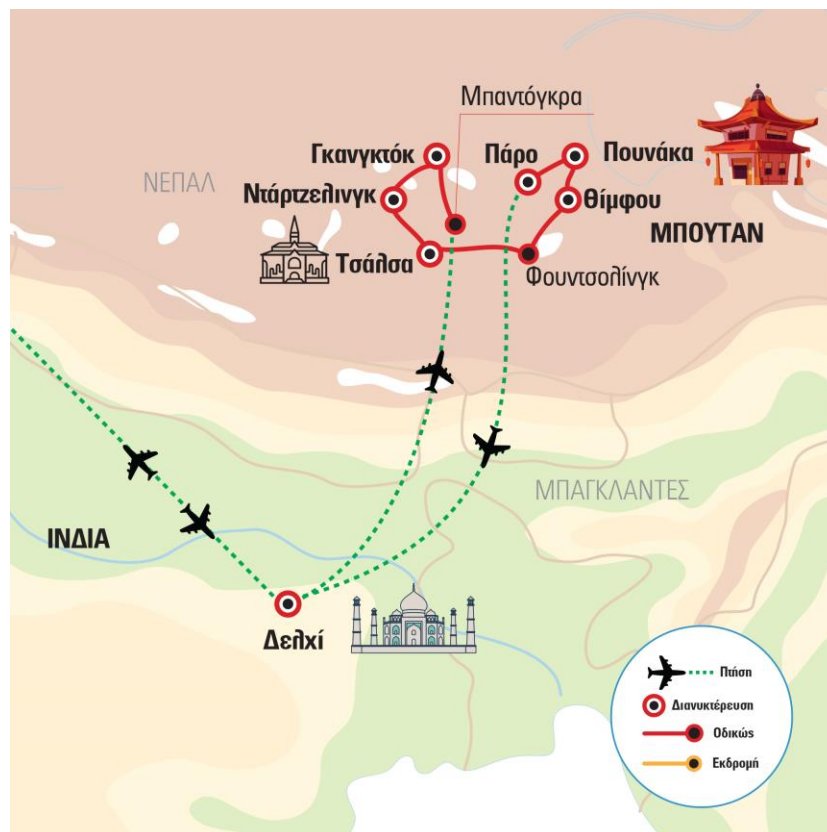 Μπαντόγκρα
Γκανγκτόκ
Πάρο
Πουνάκα
ΝΕΠΑΛ
Ντάρτζελινγκ
Θίμφου
ΜΠΟΥΤΑΝ
Τσάλσα
Φουντσολίνγκ
ΜΠΑΓΚΛΑΝΤΕΣ
ΙΝΔΙΑ
Δελχί
Πτήση
Διανυκτέρευση
Οδικώς
Εκδρομή